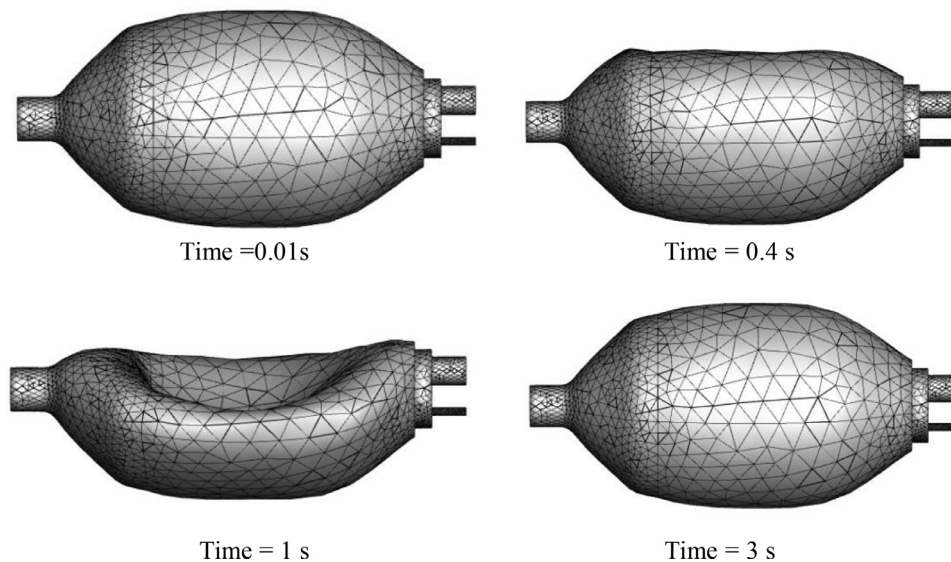 Time =0.01s
Time = 0.4 s
Time = 1 s
Time = 3 s